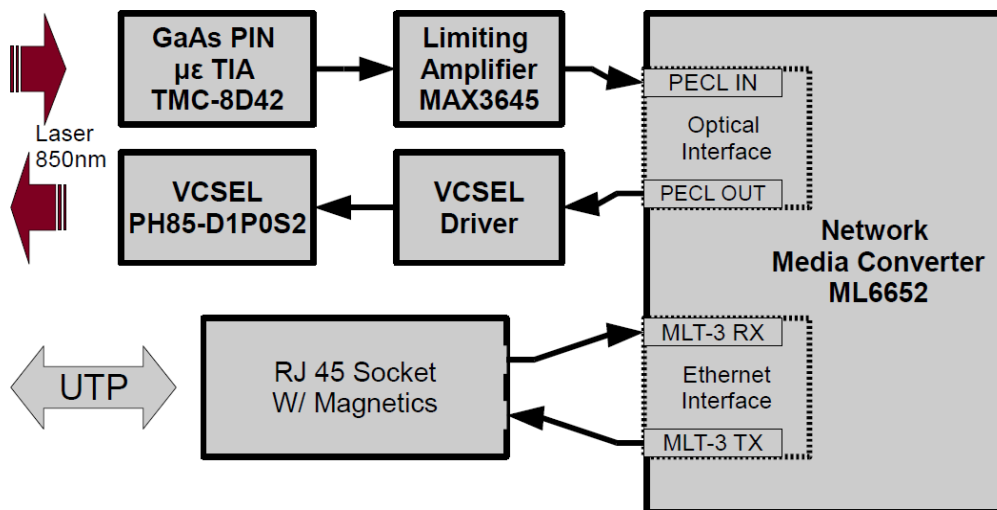 GaAs PIN
με TIA
TMC-8D42
Limiting
Amplifier
MAX3645
PECL IN
Optical
Interface
PECL OUT
Laser
850nm
VCSEL
PH85-D1P0S2
VCSEL
Driver
Network
Media Converter
ML6652
UTP
RJ 45 Socket
W/ Magnetics
MLT-3 RX
Ethernet
Interface
MLT-3 TX